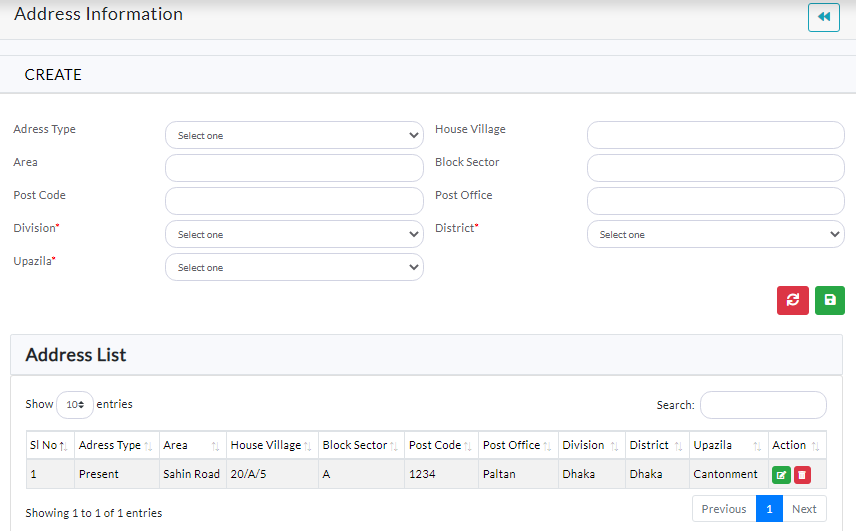 Address Information
CREATE
Adress Type Select one House Village
Area Block Sector
Post Code Post Office
Division* Select one District* Select one
Upazila* Select one
Address List
Show 10 entries Search:
Sl No Adress Type Area House Village Block Sector Post Code Post Office Division District Upazila Action
1 Present Sahin Road 20/A/5 A 1234 Paltan Dhaka Dhaka Cantonment
Showing 1 to 1 of 1 entries Previous 1 Next